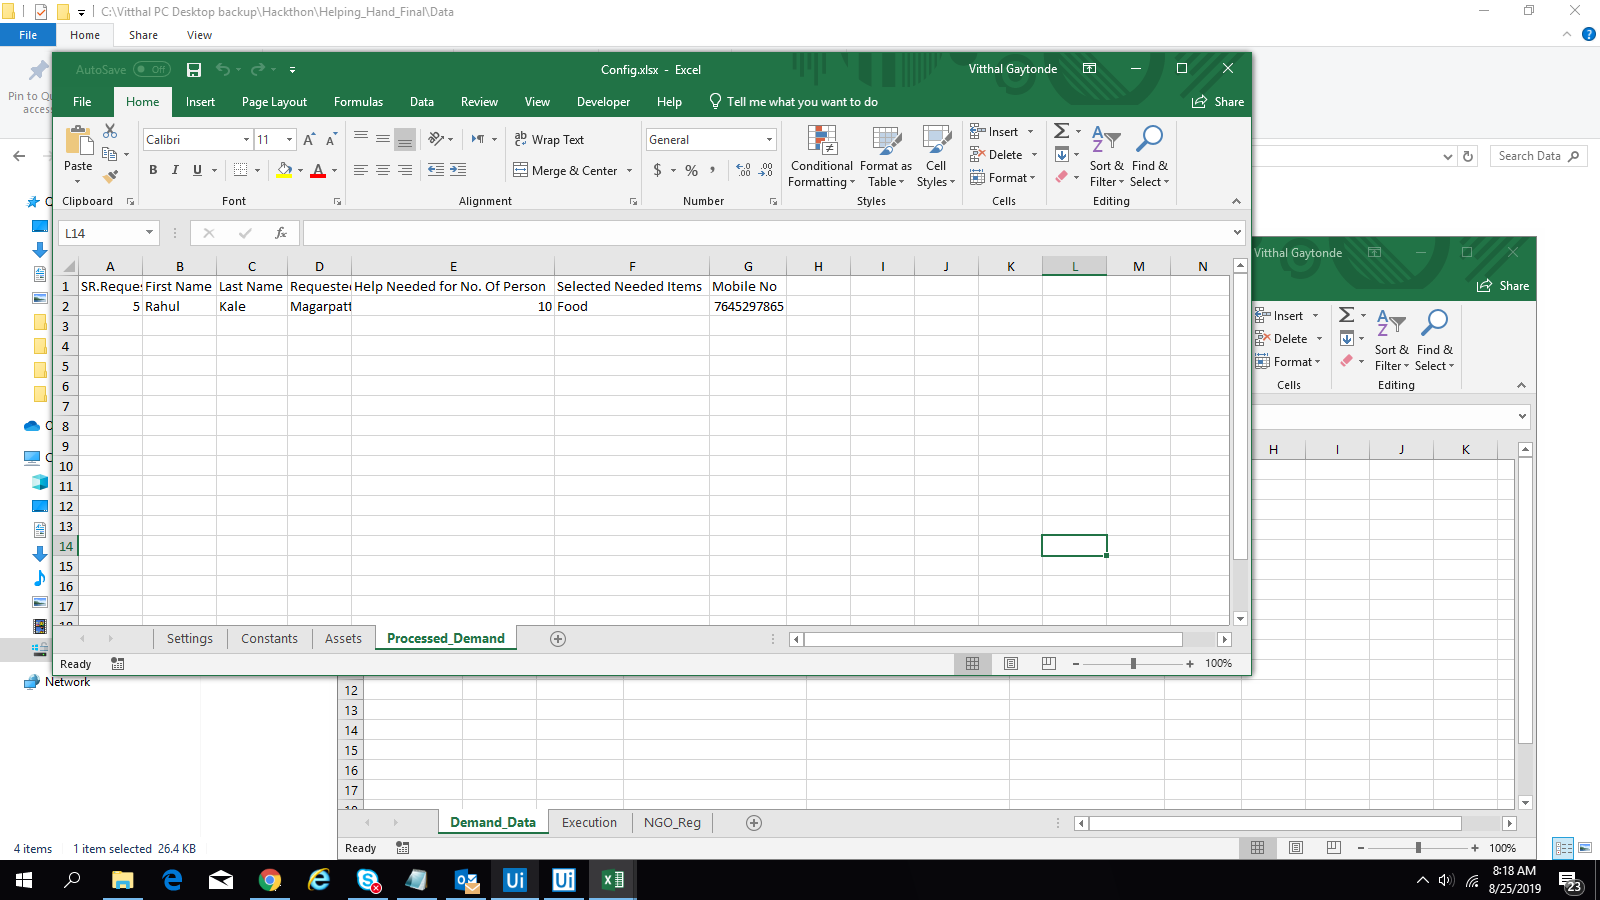 C:\Vitthal PC Desktop backup\Hackthon\Helping_Hand_Final\Data
File Home Share View
Pin to Qu
acces
AutoSave Off
Config.xlsx - Excel
Vitthal Gaytonde
File Home Insert Page Layout Formulas Data Review View Developer Help Tell me what you want to do Share
Paste
Calibri 11
B I U
Wrap Text
Merge & Center
General
$ % ,
Conditional
Formatting
Format as
Table
Cell
Styles
Insert
Delete
Format
Sort &
Filter
Find &
Select
Clipboard Font Alignment Number Styles Cells Editing
Search Data
L14
fx
A B C D E F G H I J K L M N
1 SR.Reques First Name Last Name Requested Help Needed for No. Of Person Selected Needed Items Mobile No
2 5 Rahul Kale Magarpatt 10 Food 7645297865
3
4
5
6
7
8
9
10
11
12
13
14
15
16
17
18
Settings Constants Assets Processed_Demand
Ready
100%
Vitthal Gaytonde
Share
Insert
Delete
Format
Sort &
Filter
Find &
Select
Cells Editing
H I J K
Network
12
13
14
15
16
17
18
Demand_Data Execution NGO_Reg
Ready
100%
4 items 1 item selected 26.4 KB
8:18 AM
8/25/2019
23